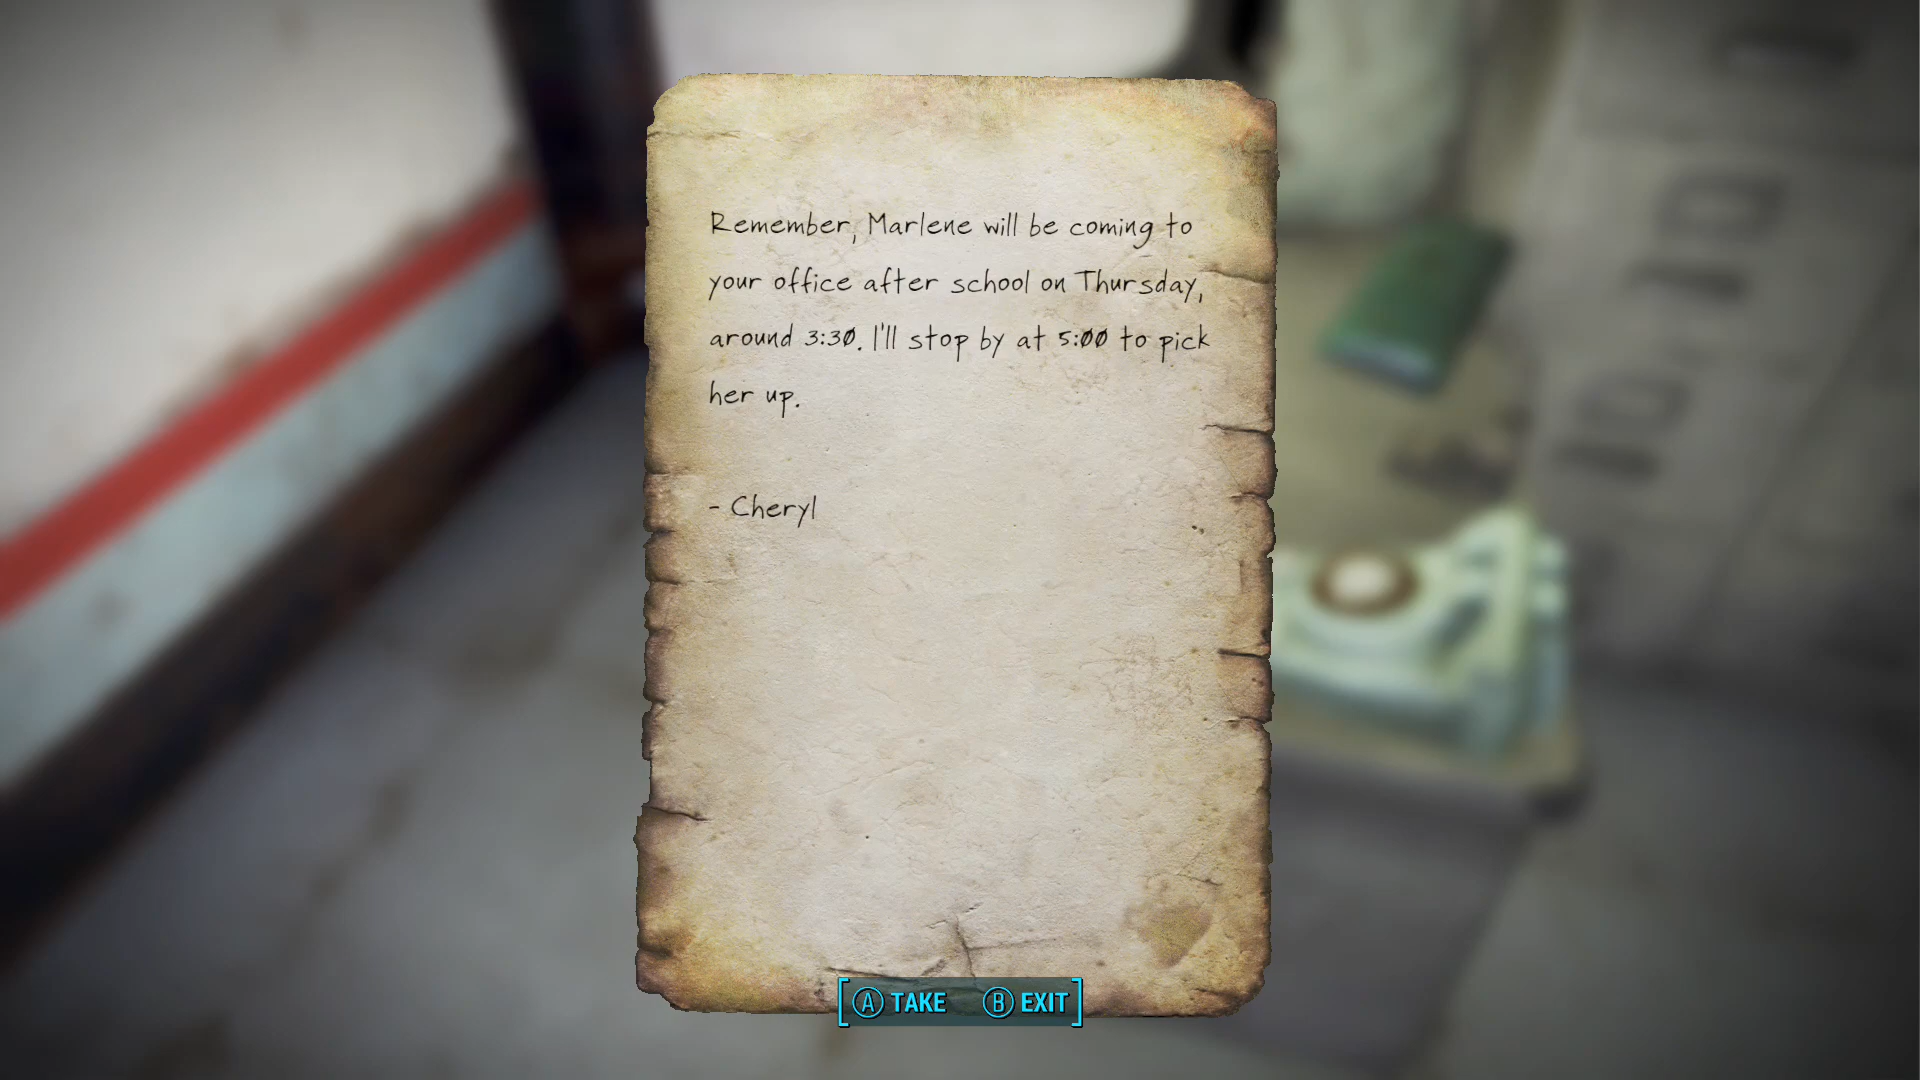 Remember, Marlene will be coming to
your office after school on Thursday,
around 3:30. I'll stop by at 5:00 to pick
her up.
- Cheryl
[Ⓐ TAKE Ⓑ EXIT]